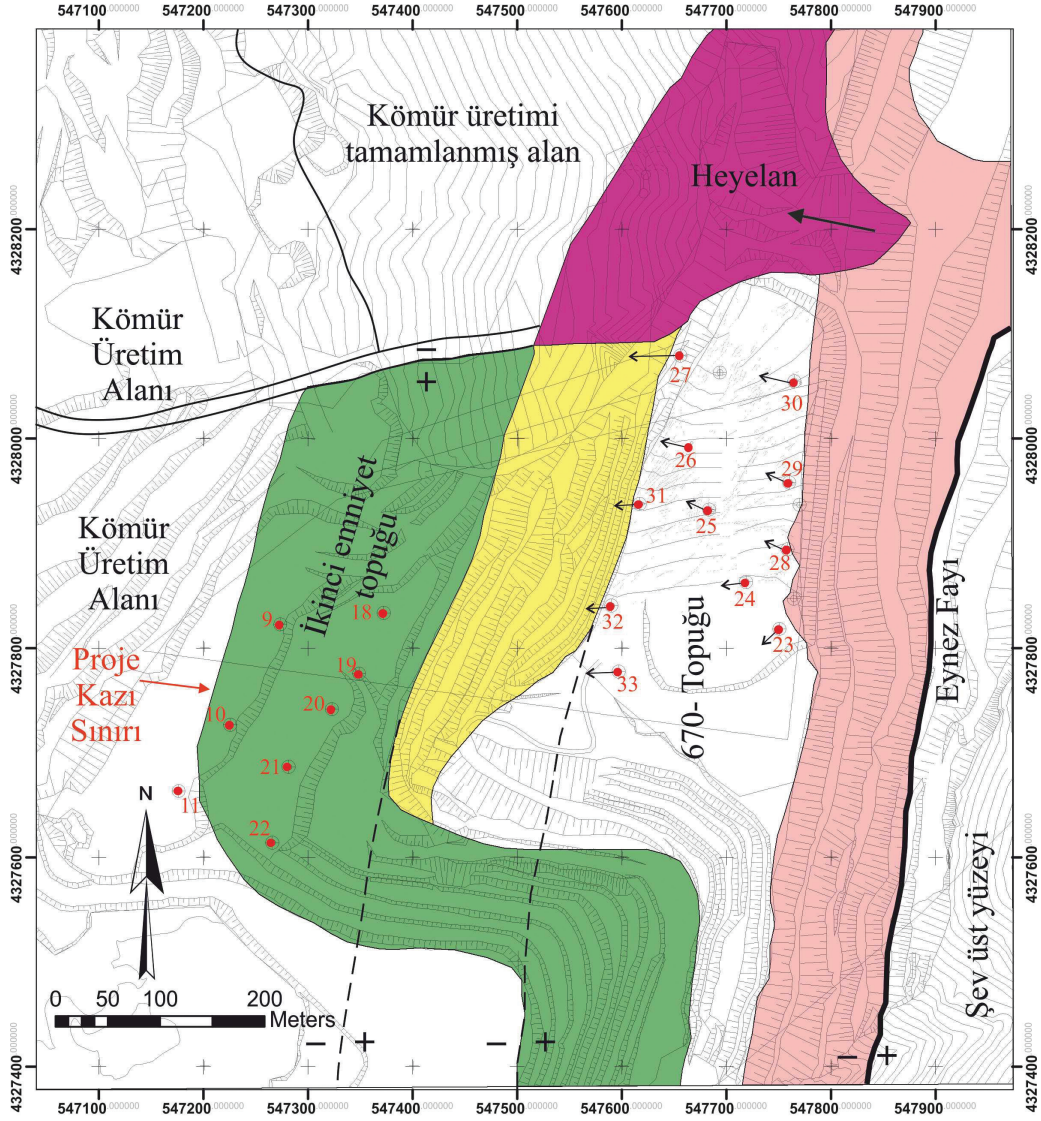 547100.000000 547200.000000 547300.000000 547400.000000 547500.000000 547600.000000 547700.000000 547800.000000 547900.000000
Kömür üretimi
tamamlanmış alan
Heyelan
4328200.000000
4328200.000000
Kömür
Üretim
Alanı
−
+
27
30
4328000.000000
4328000.000000
26
29
31
25
Kömür
Üretim
Alanı
İkinci emniyet
topuğu
28
24
32
9
18
23
670- Topuğu
Eynez Fayı
4327800.000000
4327800.000000
Proje
Kazı
Sınırı
19
33
20
10
21
11
N
22
4327600.000000
4327600.000000
Şev üst yüzeyi
0 50 100 200
Meters
− +
− +
− +
4327400.000000
4327400.000000
547100.000000 547200.000000 547300.000000 547400.000000 547500.000000 547600.000000 547700.000000 547800.000000 547900.000000